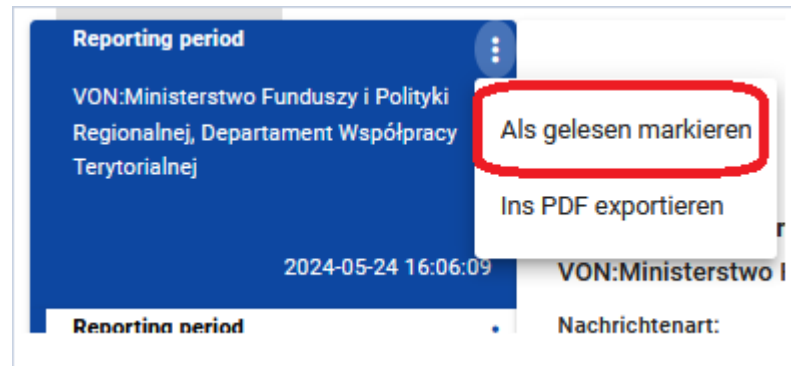 Reporting period
VON:Ministerstwo Funduszy i Polityki
Regionalnej, Departament Współpracy
Terytorialnej
2024-05-24 16:06:09
Als gelesen markieren
Ins PDF exportieren
Reporting period
VON:Ministerstwo
Nachrichtenart: